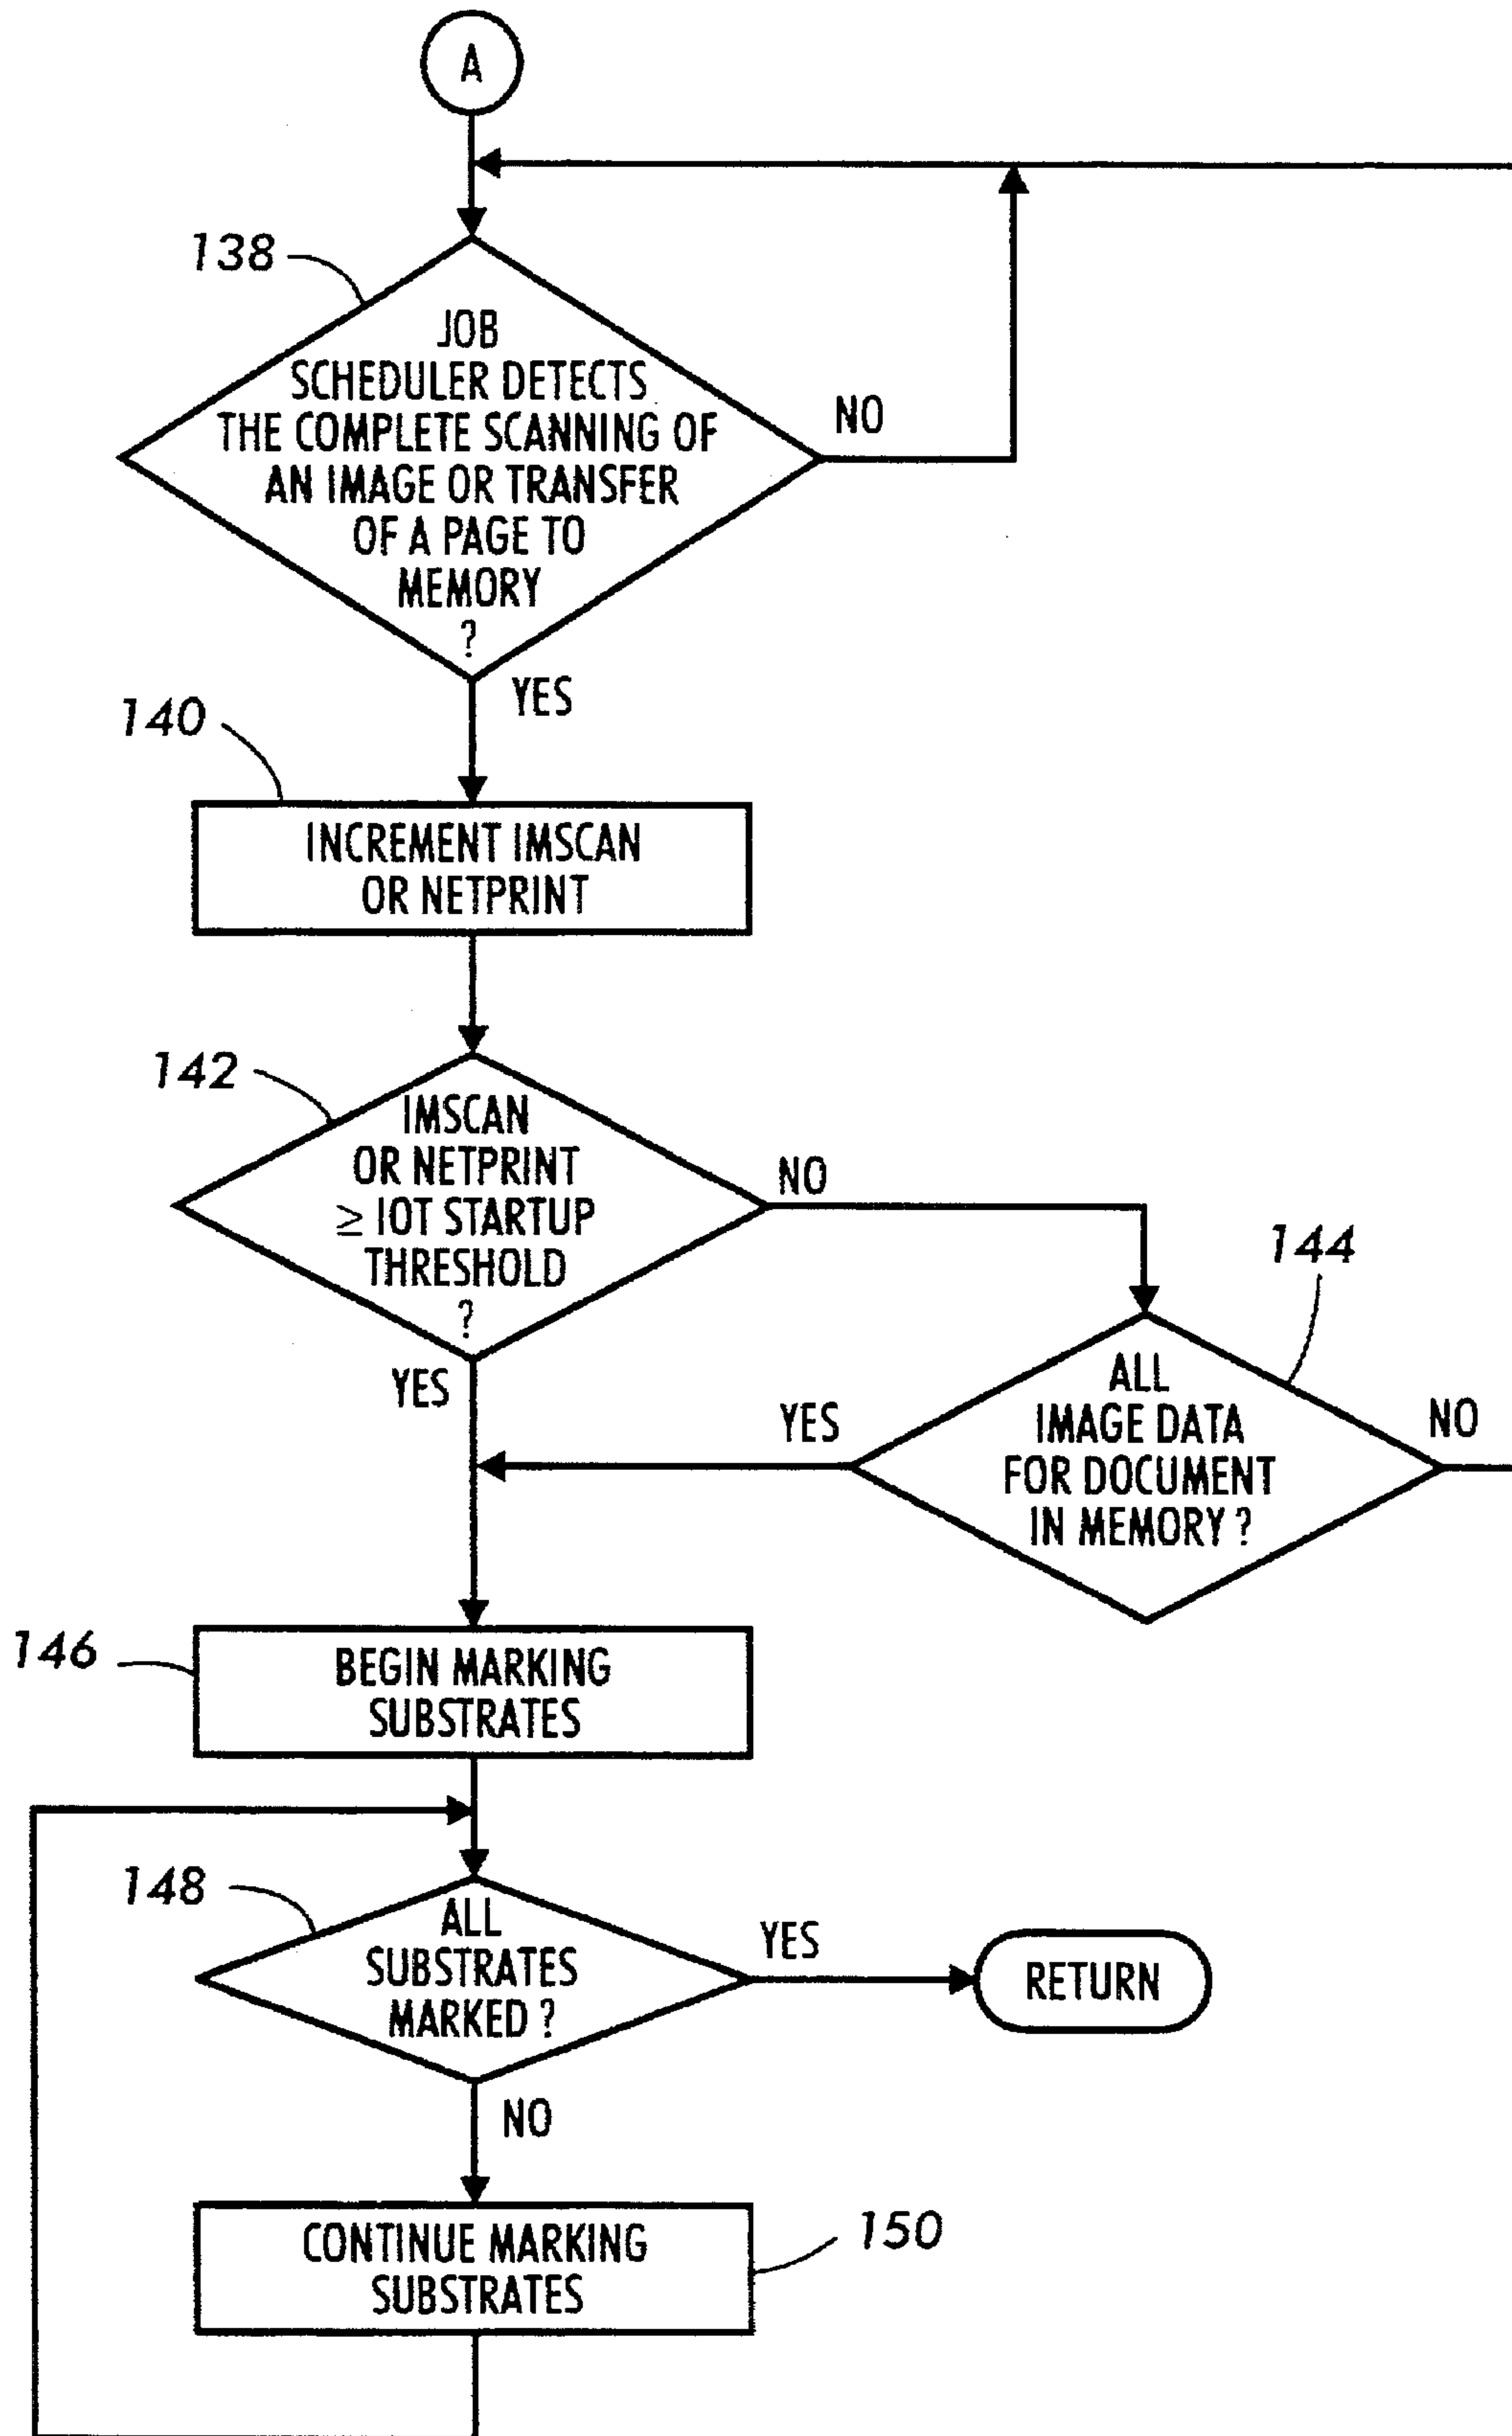 A
138
JOB
SCHEDULER DETECTS
THE COMPLETE SCANNING OF
AN IMAGE OR TRANSFER
OF A PAGE TO
MEMORY
?
NO
YES
140
INCREMENT IMSCAN
OR NETPRINT
142
IMSCAN
OR NETPRINT
≥ IOT STARTUP
THRESHOLD
?
NO
YES
144
ALL
IMAGE DATA
FOR DOCUMENT
IN MEMORY ?
YES
NO
146
BEGIN MARKING
SUBSTRATES
148
ALL
SUBSTRATES
MARKED ?
YES
RETURN
NO
CONTINUE MARKING
SUBSTRATES
150